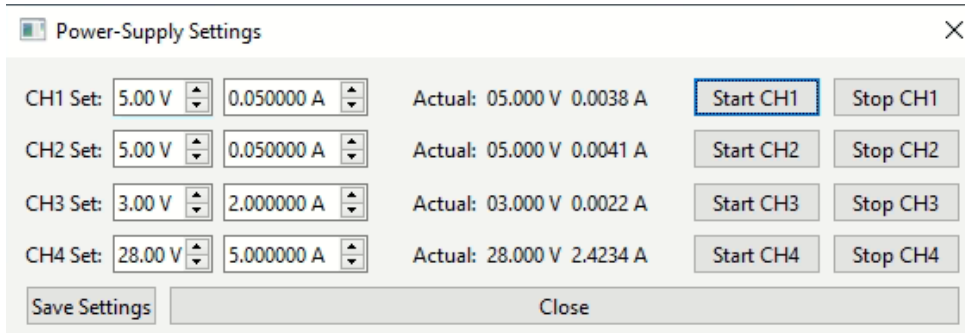 Power-Supply Settings
CH1 Set: 5.00 V 0.050000 A Actual: 05.000 V 0.0038 A Start CH1 Stop CH1
CH2 Set: 5.00 V 0.050000 A Actual: 05.000 V 0.0041 A Start CH2 Stop CH2
CH3 Set: 3.00 V 2.000000 A Actual: 03.000 V 0.0022 A Start CH3 Stop CH3
CH4 Set: 28.00 V 5.000000 A Actual: 28.000 V 2.4234 A Start CH4 Stop CH4
Save Settings Close